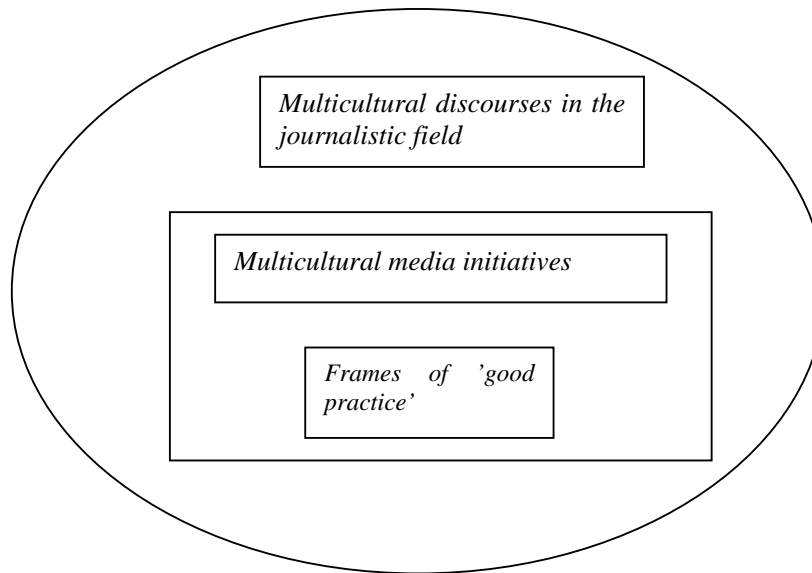 Multicultural discourses in the
journalistic field
Multicultural media initiatives
Frames of ’good
practice’